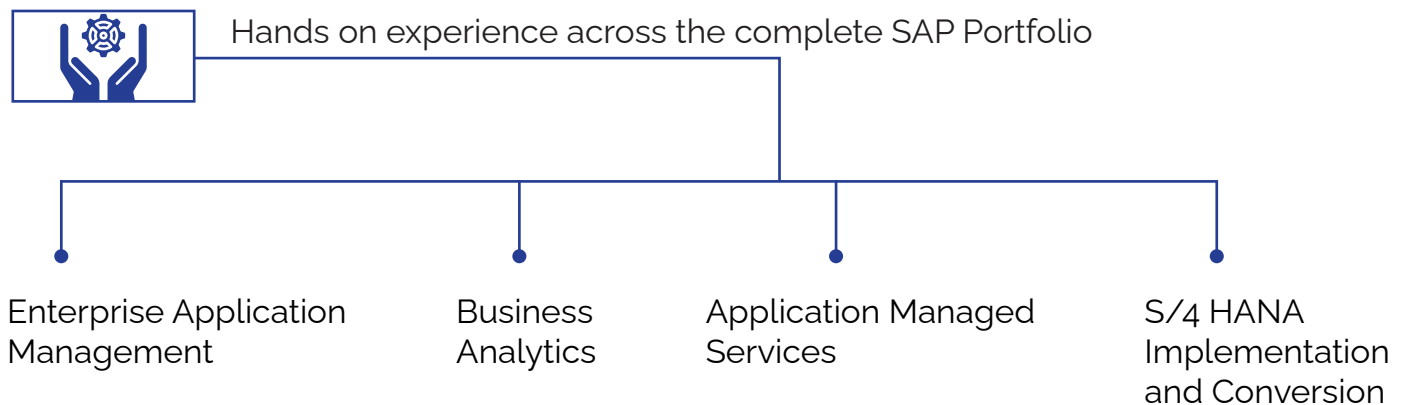 Hands on experience across the complete SAP Portfolio
Enterprise Application
Management
Business
Analytics
Application Managed
Services
S/4 HANA
Implementation
and Conversion